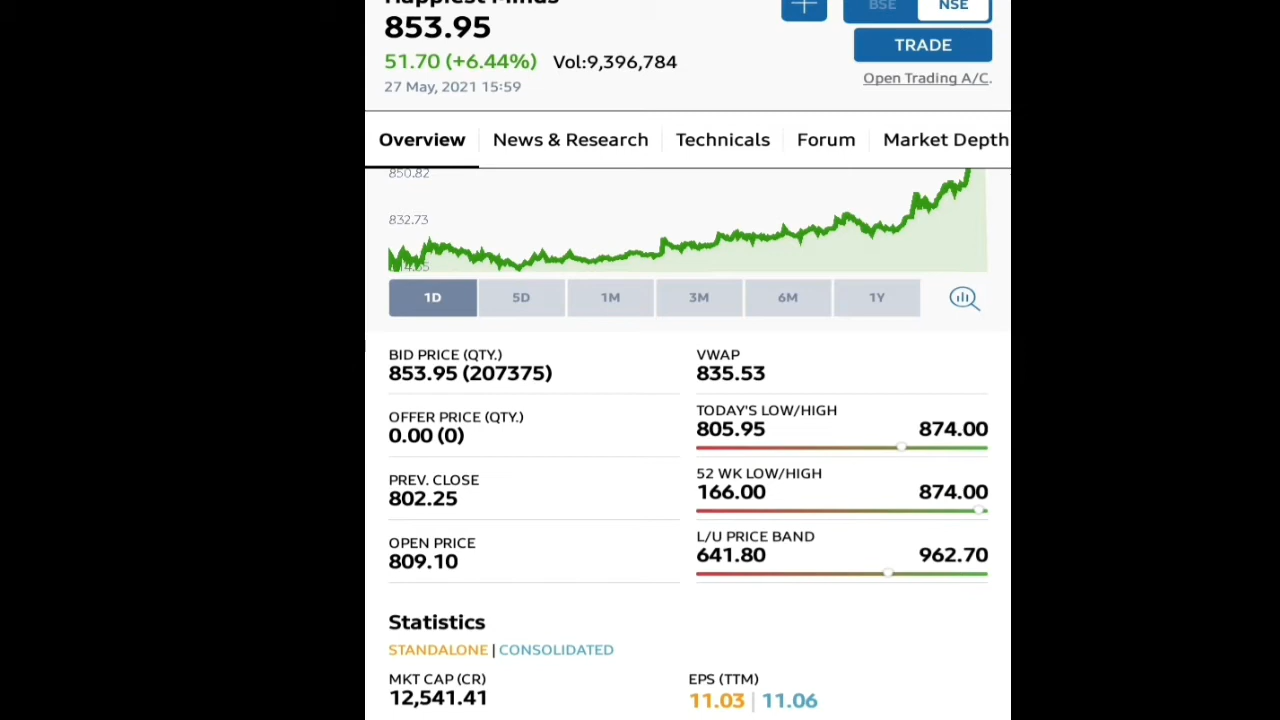 Happiest Minds
853.95
BSE NSE
51.70 (+6.44%) Vol:9,396,784
TRADE
27 May, 2021 15:59
Open Trading A/C.
Overview News & Research Technicals Forum Market Depth
850.82
832.73
1D 5D 1M 3M 6M 1Y
BID PRICE (QTY.)
853.95 (207375)
VWAP
835.53
OFFER PRICE (QTY.)
0.00 (0)
TODAY'S LOW/HIGH
805.95 874.00
PREV. CLOSE
802.25
52 WK LOW/HIGH
166.00 874.00
OPEN PRICE
809.10
L/U PRICE BAND
641.80 962.70
Statistics
STANDALONE | CONSOLIDATED
MKT CAP (CR)
12,541.41
EPS (TTM)
11.03 | 11.06